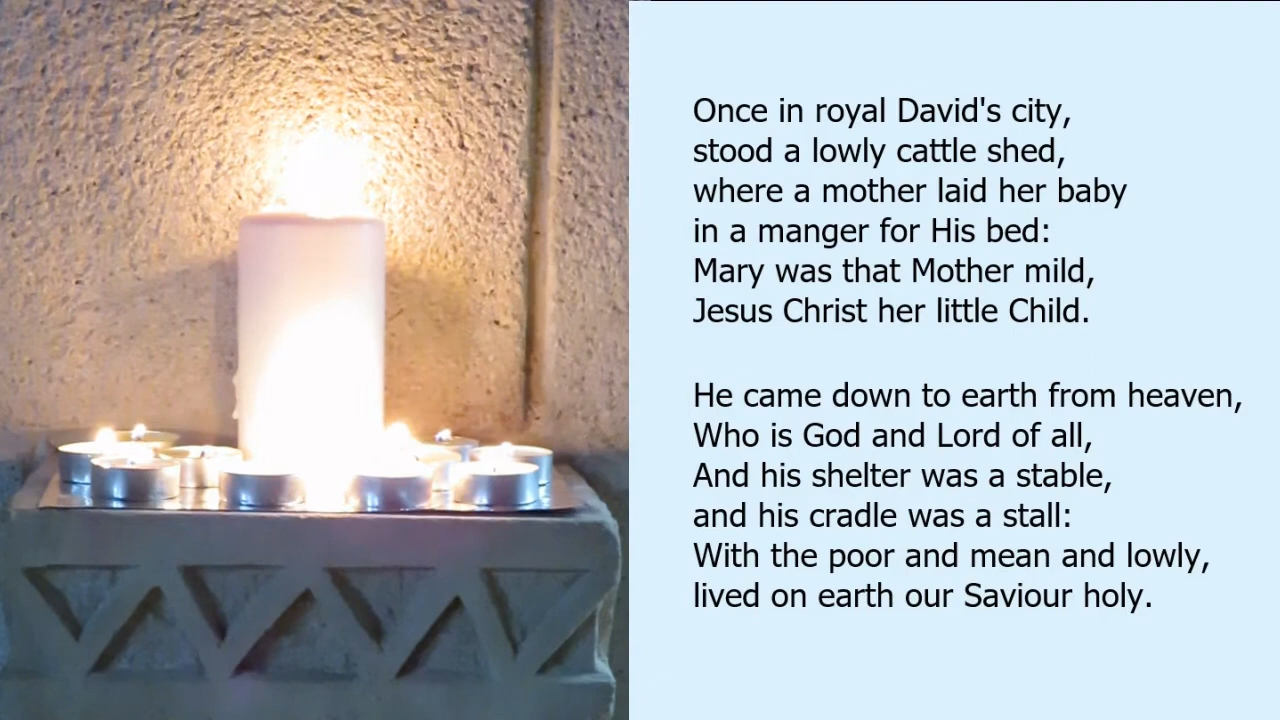 Once in royal David's city,
stood a lowly cattle shed,
where a mother laid her baby
in a manger for His bed:
Mary was that Mother mild,
Jesus Christ her little Child.

He came down to earth from heaven,
Who is God and Lord of all,
And his shelter was a stable,
and his cradle was a stall:
With the poor and mean and lowly,
lived on earth our Saviour holy.